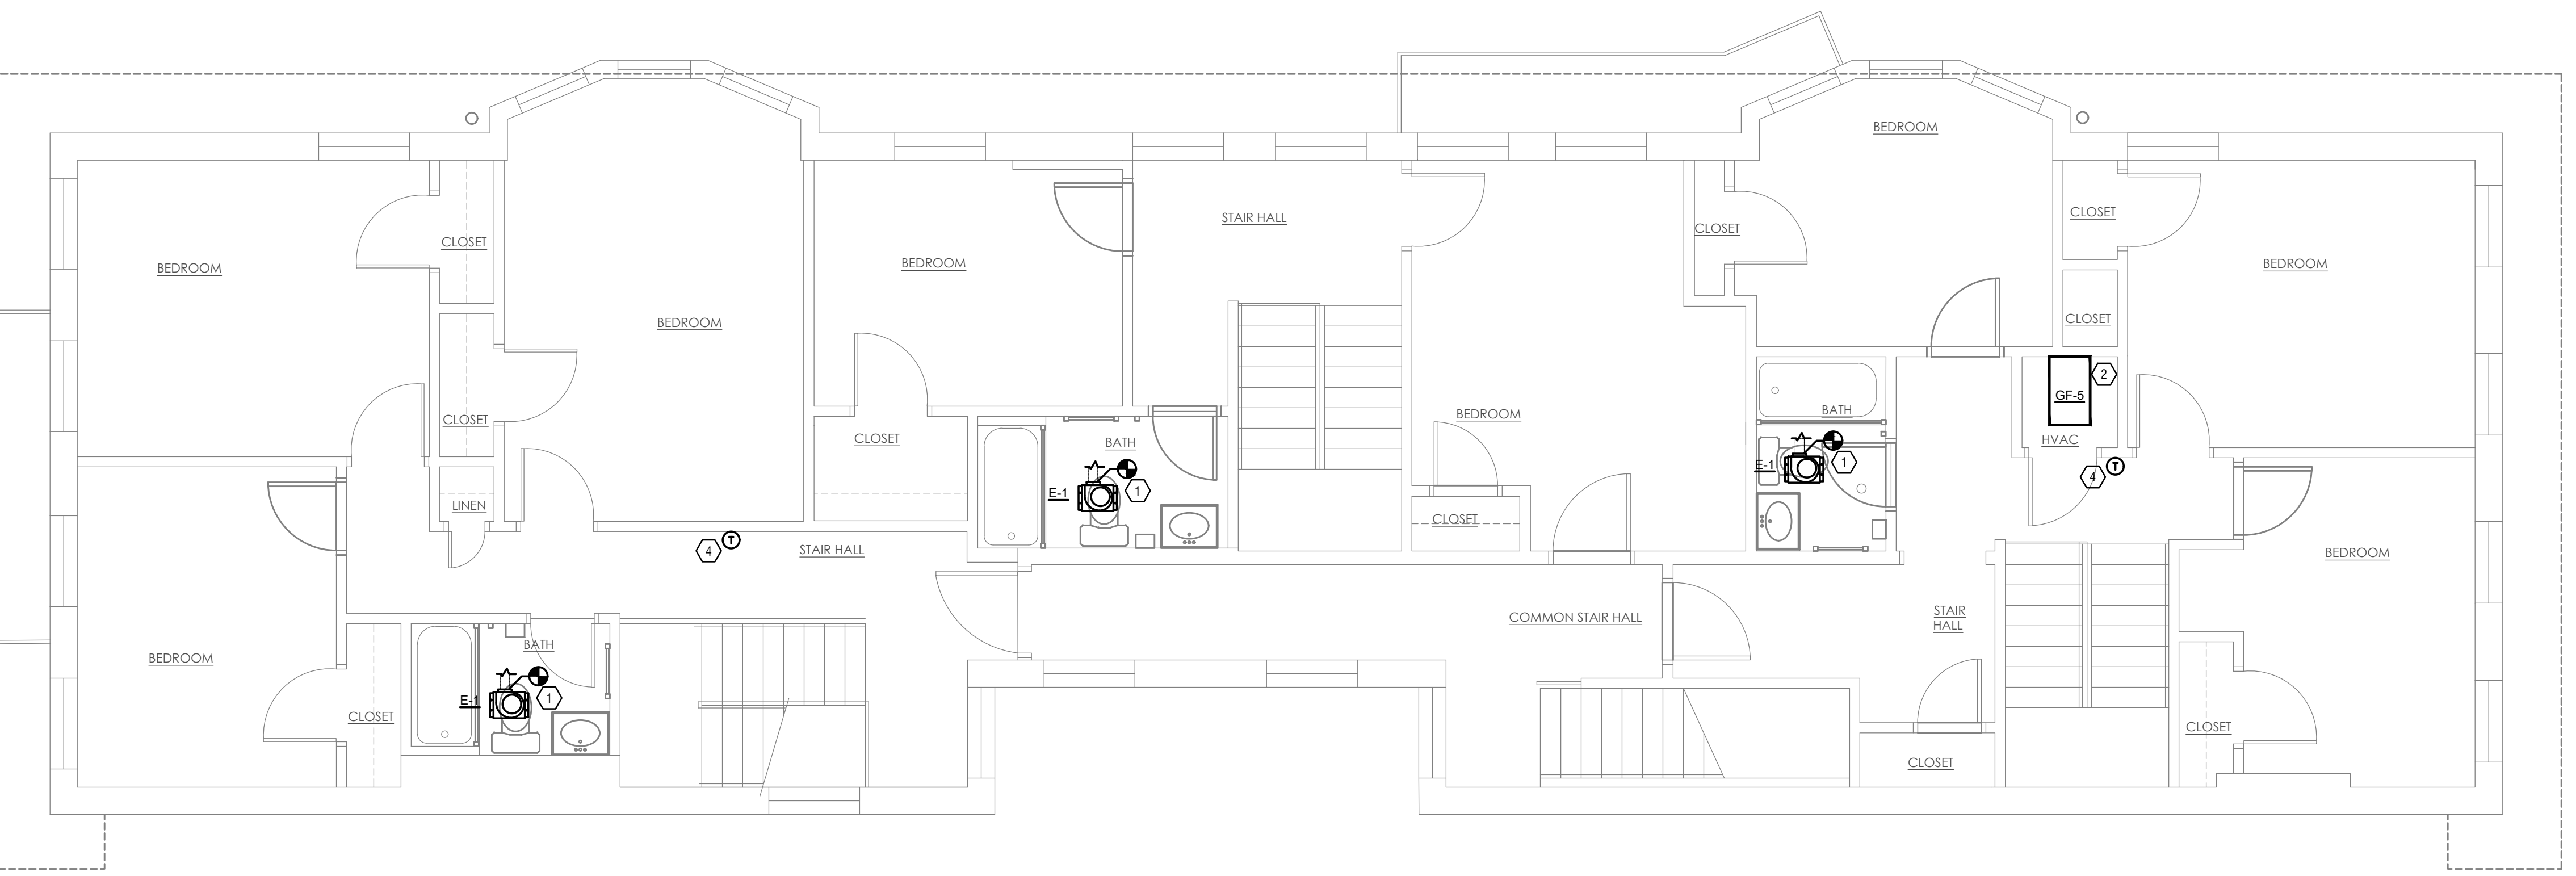 BEDROOM
STAIR HALL
CLOSET
CLOSET
CLOSET
BEDROOM
BEDROOM
BEDROOM
BEDROOM
BEDROOM
CLOSET
CLOSET
2
GF-5
CLOSET
CLOSET
BATH
BEDROOM
BATH
HVAC
E-1
1
E-1
1
4
T
LINEN
CLOSET
4
T
STAIR HALL
BEDROOM
COMMON STAIR HALL
STAIR
HALL
BATH
BEDROOM
E-1
1
CLOSET
CLOSET
CLOSET